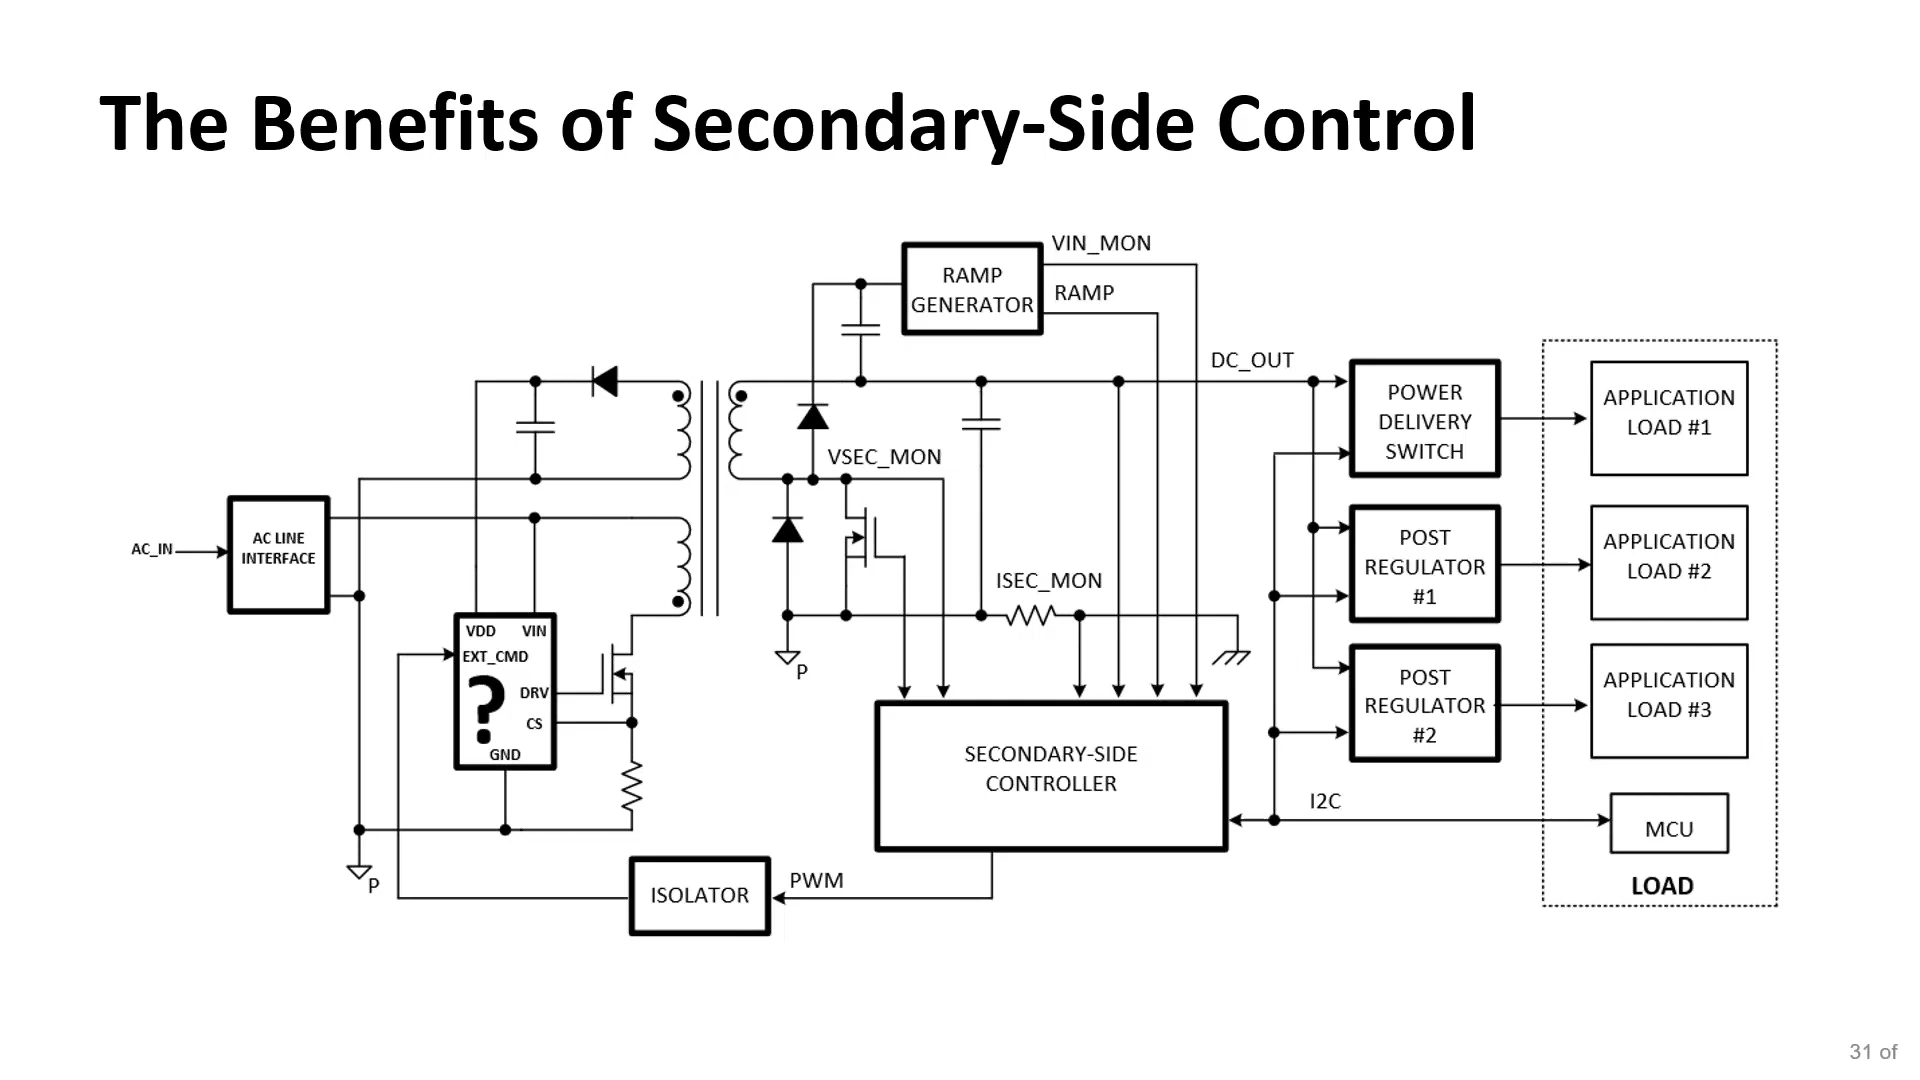 The Benefits of Secondary-Side Control
VIN_MON
RAMP
GENERATOR
RAMP
DC_OUT
POWER
DELIVERY
SWITCH
APPLICATION
LOAD #1
VSEC_MON
AC_IN
AC LINE
INTERFACE
POST
REGULATOR
#1
APPLICATION
LOAD #2
ISEC_MON
VDD
VIN
EXT_CMD
?
DRV
CS
GND
P
POST
REGULATOR
#2
APPLICATION
LOAD #3
SECONDARY-SIDE
CONTROLLER
I2C
MCU
LOAD
P
ISOLATOR
PWM
31 of